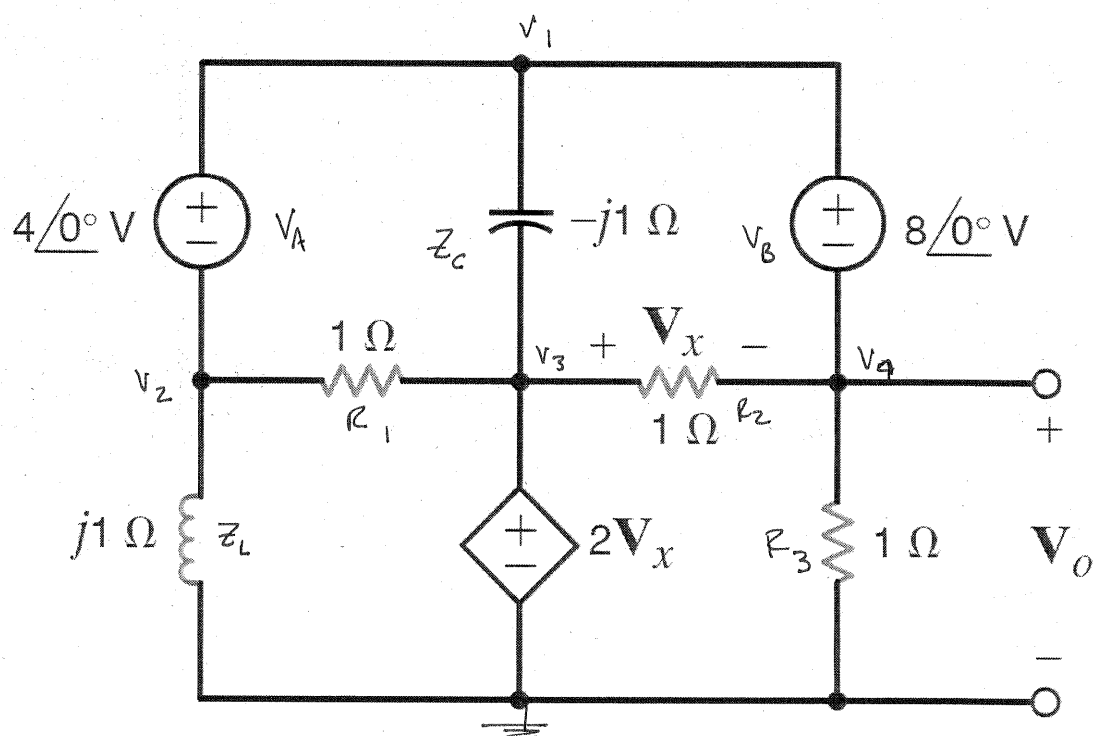 V1
4/0° V
VA
ZC
−j1 Ω
VB
8/0° V
1 Ω
V2
R1
V3
+ Vx −
1 Ω
R2
V4
+
j1 Ω
ZL
+
−
2Vx
R3
1 Ω
Vo
−